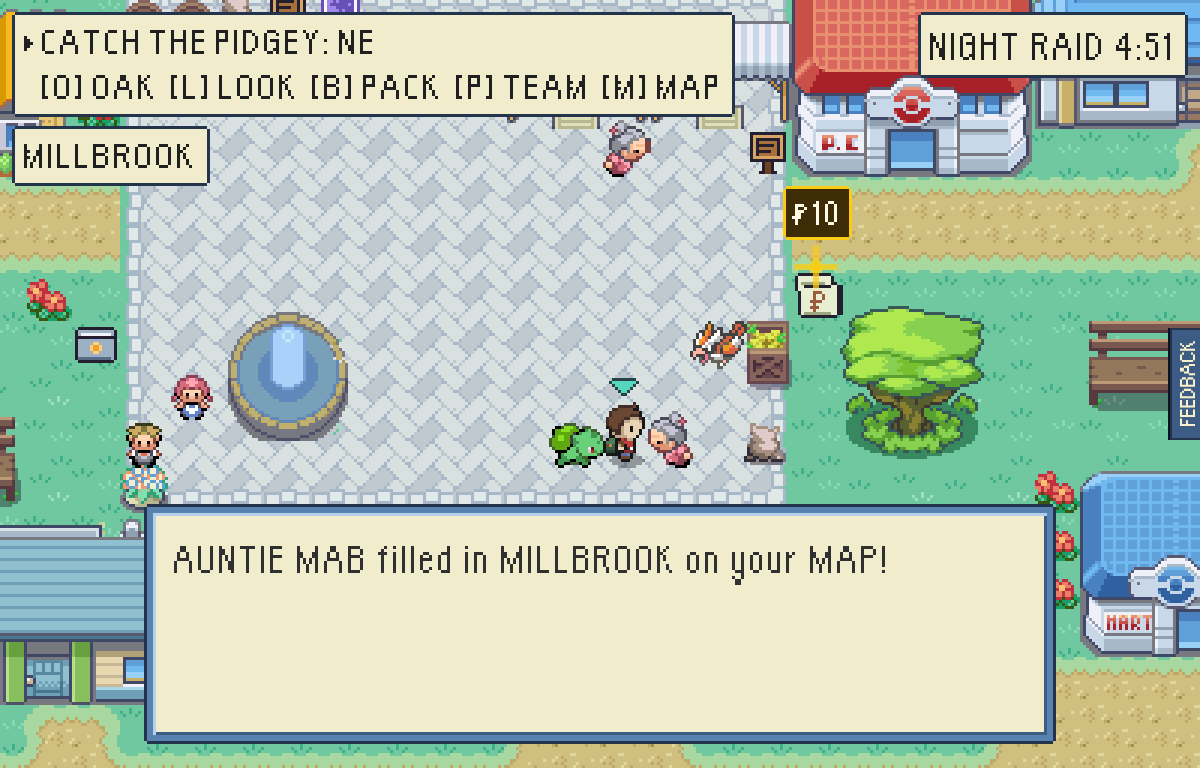 ▸CATCH THE PIDGEY: NE
[O]OAK [L]LOOK [B]PACK [P]TEAM [M]MAP
NIGHT RAID 4:51
MILLBROOK
P.C
₽10
₽
FEEDBACK
AUNTIE MAB filled in MILLBROOK on your MAP!
MART